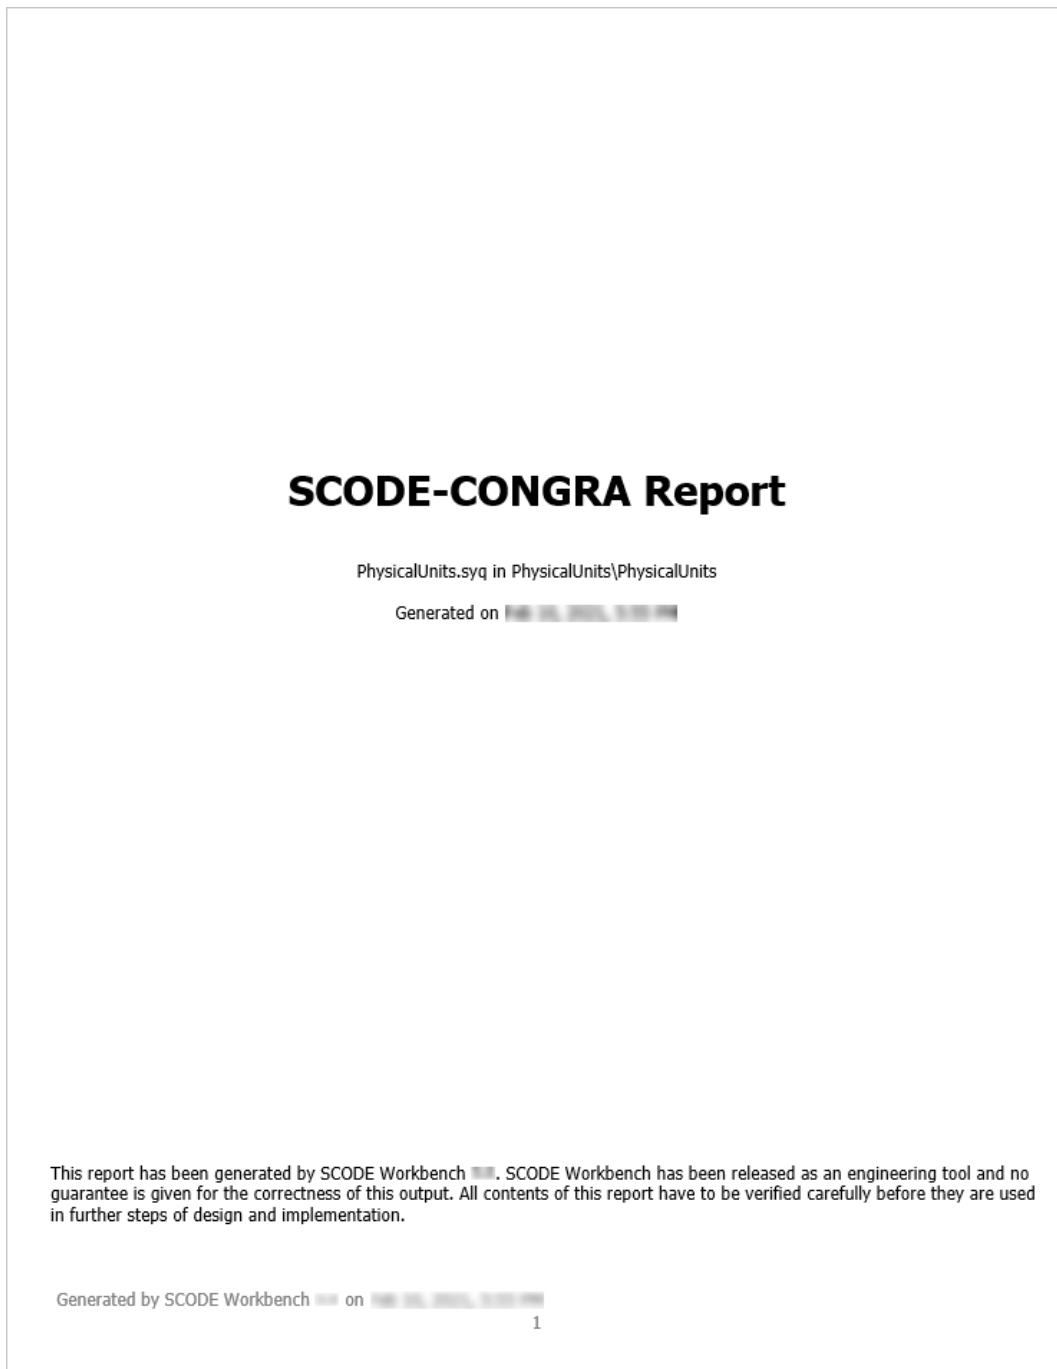 SCODE-CONGRA Report
PhysicalUnits.syq in PhysicalUnits\PhysicalUnits
Generated on
This report has been generated by SCODE Workbench . SCODE Workbench has been released as an engineering tool and no
guarantee is given for the correctness of this output. All contents of this report have to be verified carefully before they are used
in further steps of design and implementation.
Generated by SCODE Workbench on
1